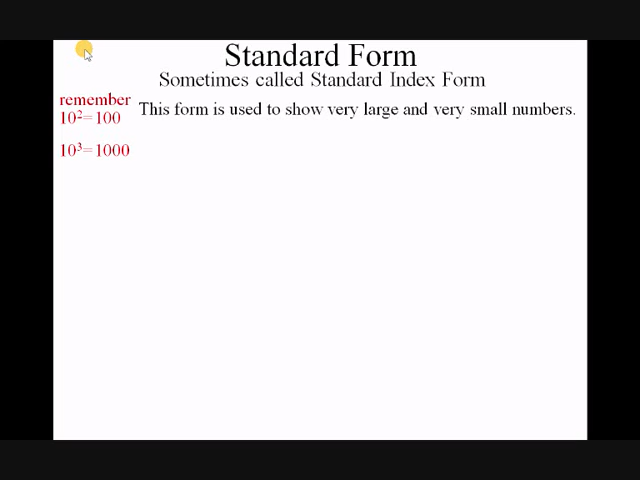 Standard Form
Sometimes called Standard Index Form
remember
10²=100
This form is used to show very large and very small numbers.
10³=1000